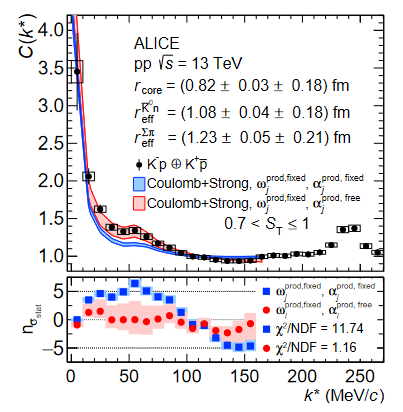 C(k*)
4.0
3.5
3.0
2.5
2.0
1.5
1.0
ALICE
pp √s = 13 TeV
r_core = (0.82 ± 0.03 ± 0.18) fm
r_eff^K̄⁰n = (1.08 ± 0.04 ± 0.18) fm
r_eff^Σπ = (1.23 ± 0.05 ± 0.21) fm
K⁻p ⊕ K⁺p̄
Coulomb+Strong, ω_j^prod,fixed, α_j^prod, fixed
Coulomb+Strong, ω_j^prod,fixed, α_j^prod, free
0.7 < S_T ≤ 1
n_σ_stat
5
0
−5
ω_j^prod,fixed, α_j^prod, fixed
ω_j^prod,fixed, α_j^prod, free
χ²/NDF = 11.74
χ²/NDF = 1.16
0 50 100 150 200 250
k* (MeV/c)